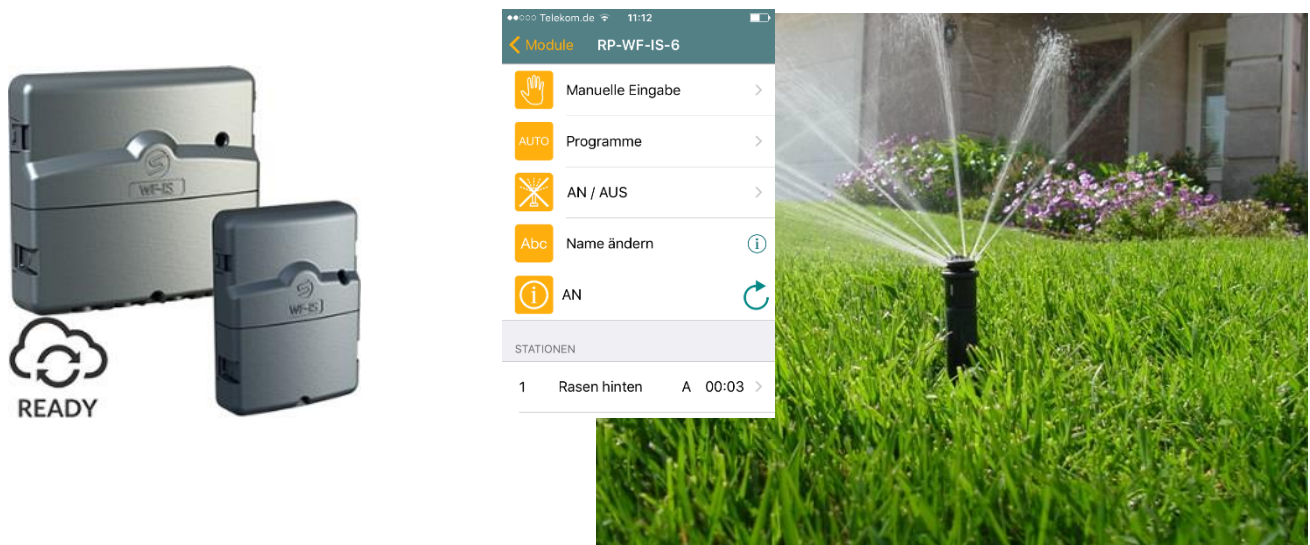 WF-IS
WF-IS
READY
Telekom.de 11:12
Module RP-WF-IS-6
Manuelle Eingabe
AUTO Programme
AN / AUS
Abc Name ändern
AN
STATIONEN
1 Rasen hinten A 00:03